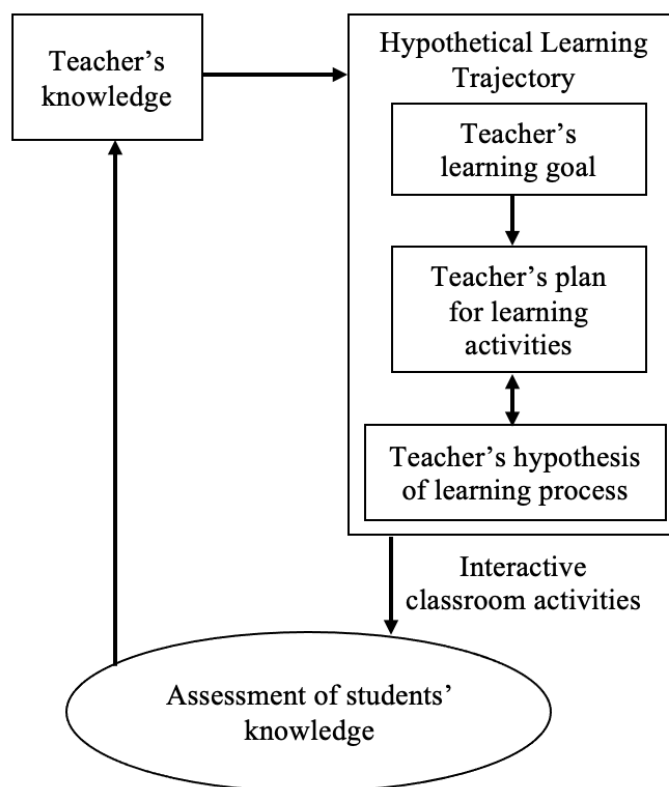 Teacher’s
knowledge
Hypothetical Learning
Trajectory
Teacher’s
learning goal
Teacher’s plan
for learning
activities
Teacher’s hypothesis
of learning process
Interactive
classroom activities
Assessment of students’
knowledge